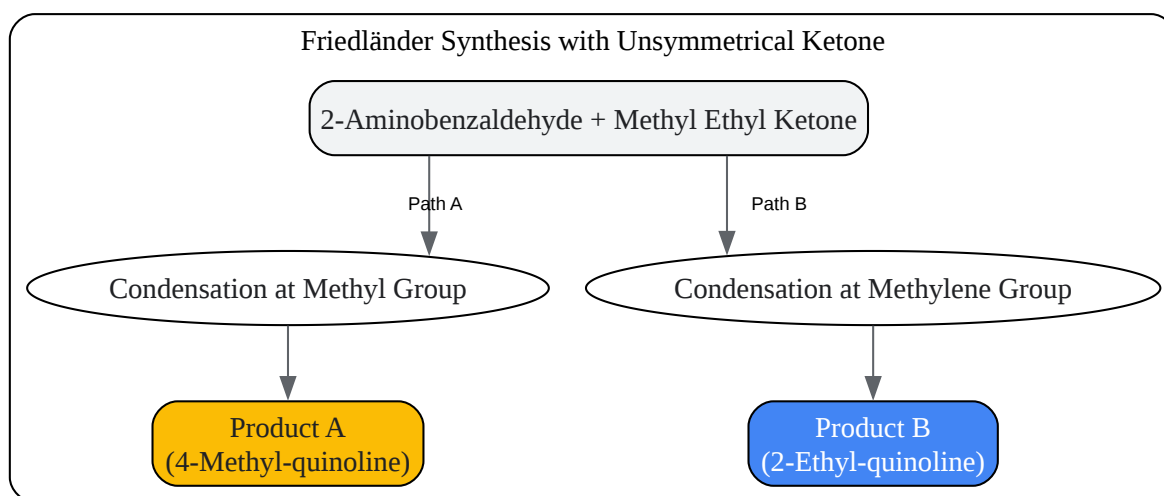 Friedländer Synthesis with Unsymmetrical Ketone
2-Aminobenzaldehyde + Methyl Ethyl Ketone
Path A
Path B
Condensation at Methyl Group
Condensation at Methylene Group
Product A
(4-Methyl-quinoline)
Product B
(2-Ethyl-quinoline)